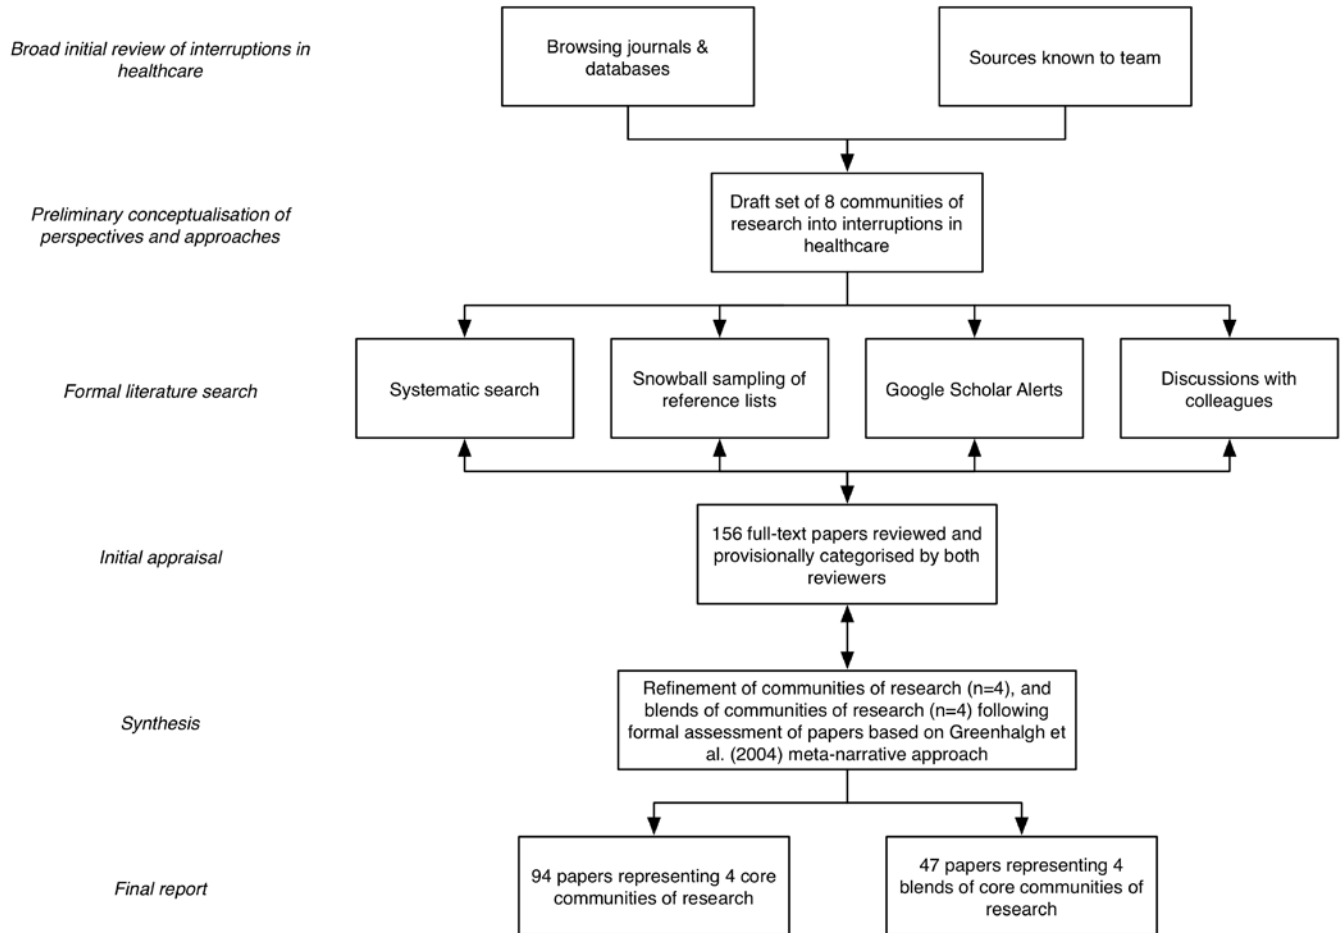 Broad initial review of interruptions in
healthcare
Browsing journals &
databases
Sources known to team
Preliminary conceptualisation of
perspectives and approaches
Draft set of 8 communities of
research into interruptions in
healthcare
Formal literature search
Systematic search
Snowball sampling of
reference lists
Google Scholar Alerts
Discussions with
colleagues
Initial appraisal
156 full-text papers reviewed and
provisionally categorised by both
reviewers
Synthesis
Refinement of communities of research (n=4), and
blends of communities of research (n=4) following
formal assessment of papers based on Greenhalgh et
al. (2004) meta-narrative approach
Final report
94 papers representing 4 core
communities of research
47 papers representing 4
blends of core communities of
research